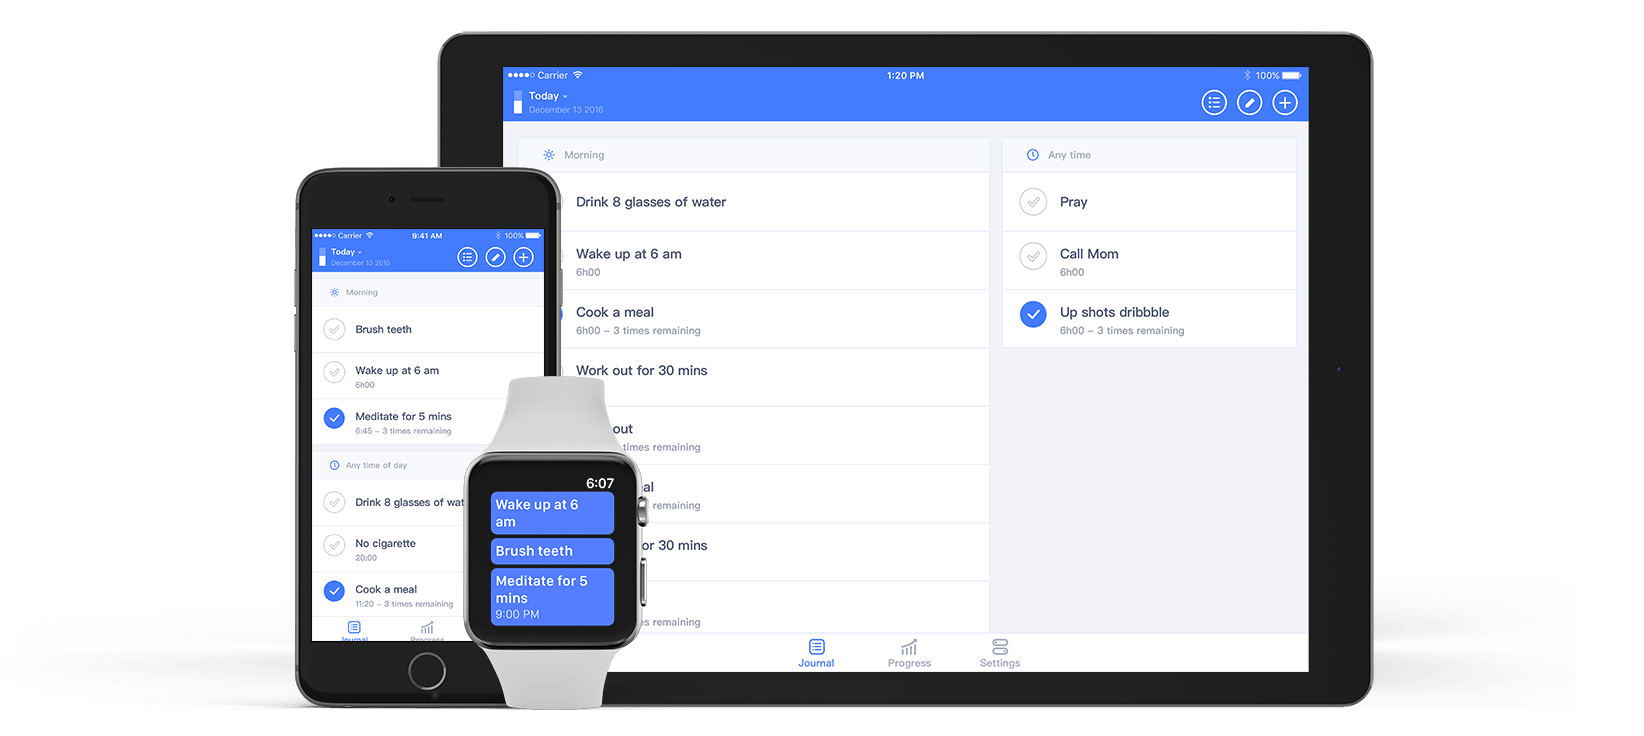 Carrier
1:20 PM
100%
Today
December 13 2016
Morning
Drink 8 glasses of water
Wake up at 6 am
6h00
Cook a meal
6h00 – 3 times remaining
Work out for 30 mins
out
times remaining
remaining
30 mins
remaining
Any time
Pray
Call Mom
6h00
Up shots dribbble
6h00 – 3 times remaining
Journal
Progress
Settings
Carrier
9:41 AM
100%
Today
December 13 2016
Morning
Brush teeth
Wake up at 6 am
6h00
Meditate for 5 mins
6:45 – 3 times remaining
Any time of day
Drink 8 glasses of wat
No cigarette
20:00
Cook a meal
11:20 – 3 times remaining
Journal
Progress
6:07
Wake up at 6
am
Brush teeth
Meditate for 5
mins
9:00 PM